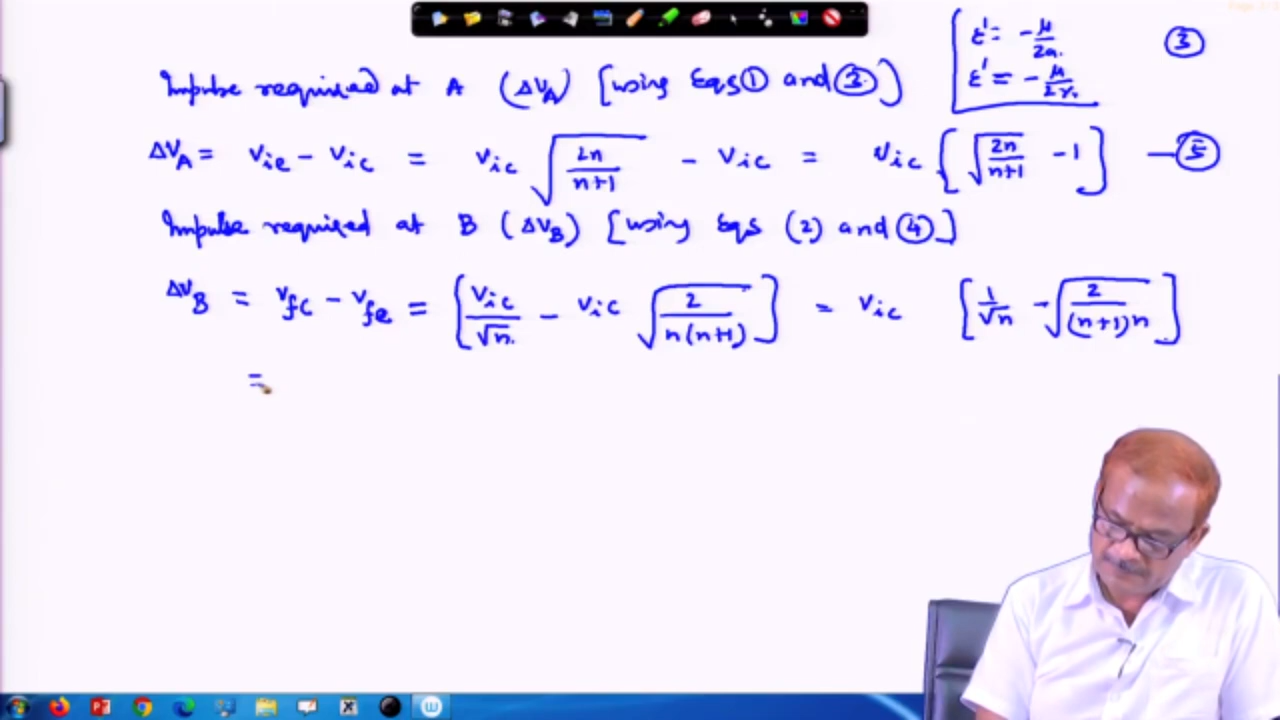 ε' = -μ/2a. ③
ε' = -μ/2r.
Impulse required at A (ΔV_A) [using Eqs ① and ③]
ΔV_A = V_ie - V_ic = V_ic √(2n/(n+1)) - V_ic = V_ic [√(2n/(n+1)) - 1] —⑤
Impulse required at B (ΔV_B) [using Eqs (2) and ④]
ΔV_B = V_fc - V_fe = [V_ic/√n - V_ic √(2/(n(n+1)))] = V_ic [1/√n - √(2/((n+1)n))]
=